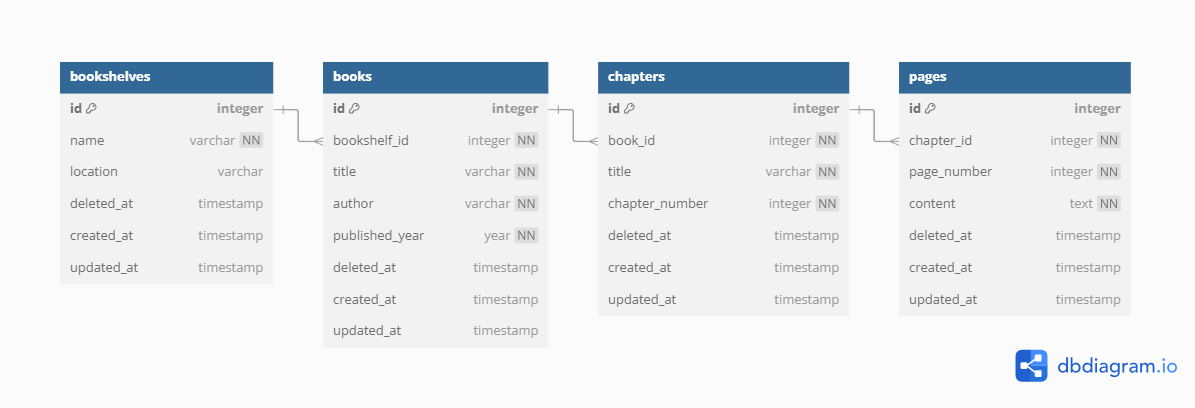 bookshelves
id integer
name varchar NN
location varchar
deleted_at timestamp
created_at timestamp
updated_at timestamp
books
id integer
bookshelf_id integer NN
title varchar NN
author varchar NN
published_year year NN
deleted_at timestamp
created_at timestamp
updated_at timestamp
chapters
id integer
book_id integer NN
title varchar NN
chapter_number integer NN
deleted_at timestamp
created_at timestamp
updated_at timestamp
pages
id integer
chapter_id integer NN
page_number integer NN
content text NN
deleted_at timestamp
created_at timestamp
updated_at timestamp
dbdiagram.io